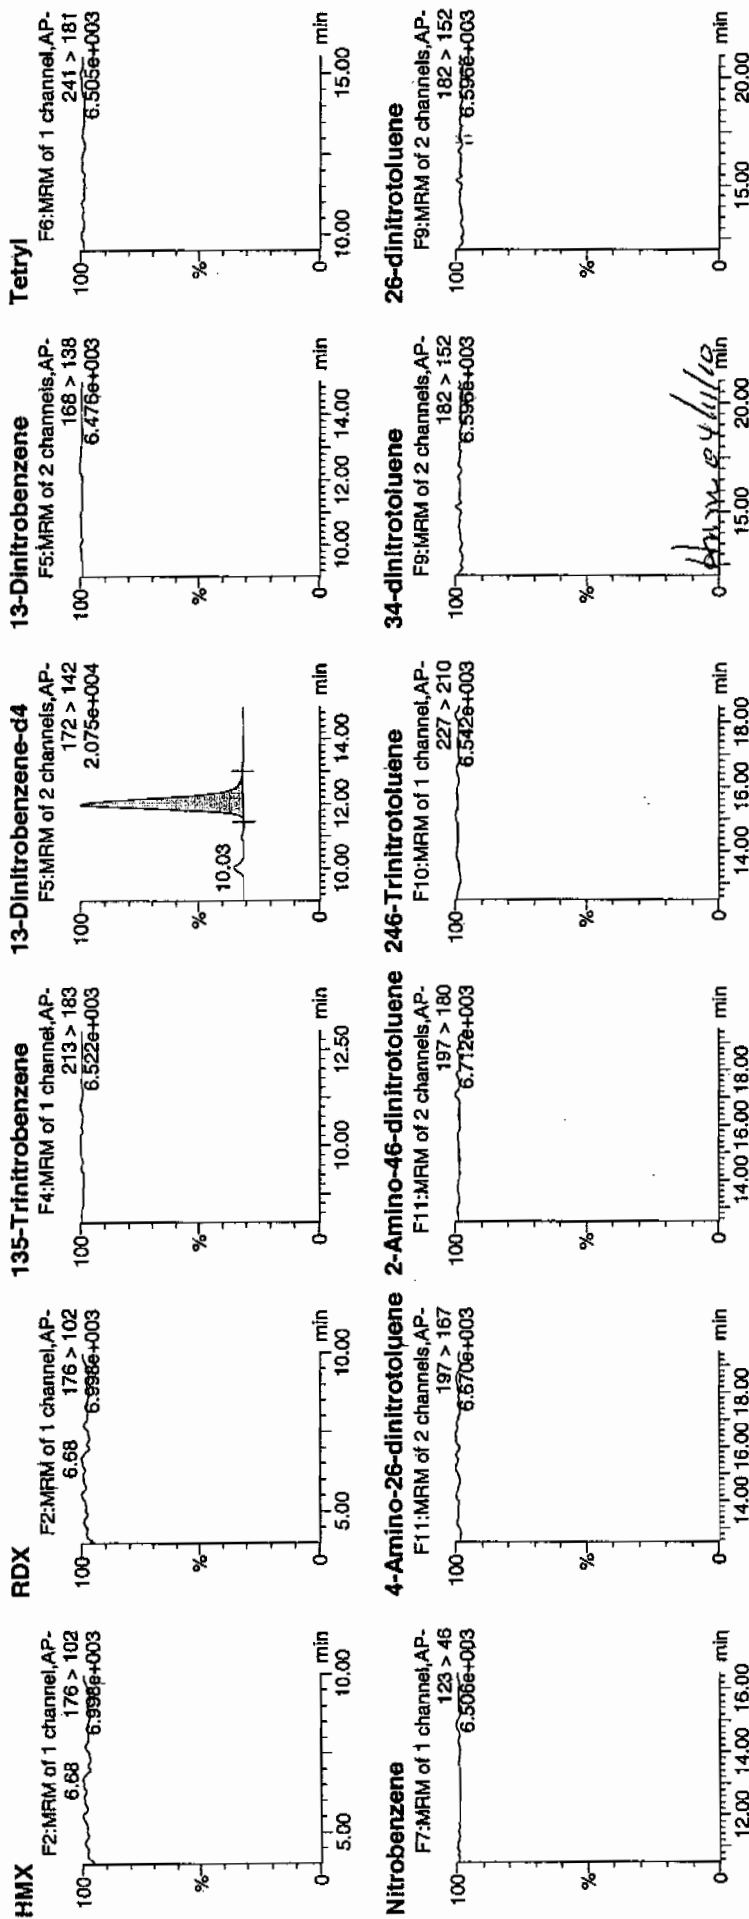 HMX
F2:MRM of 1 channel,AP-
176 > 102
6.998e+003
6.68
100
%
0
5.00 10.00 min
RDX
F2:MRM of 1 channel,AP-
176 > 102
6.998e+003
6.68
100
%
0
5.00 10.00 min
135-Trinitrobenzene
F4:MRM of 1 channel,AP-
213 > 183
6.522e+003
100
%
0
10.00 12.50 min
13-Dinitrobenzene-d4
F5:MRM of 2 channels,AP-
172 > 142
2.075e+004
100
10.03
%
0
10.00 12.00 14.00 min
13-Dinitrobenzene
F5:MRM of 2 channels,AP-
168 > 138
6.476e+003
100
%
0
10.00 12.00 14.00 min
Tetryl
F6:MRM of 1 channel,AP-
241 > 181
6.505e+003
100
%
0
10.00 15.00 min
Nitrobenzene
F7:MRM of 1 channel,AP-
123 > 46
6.506e+003
100
%
0
12.00 14.00 16.00 min
4-Amino-26-dinitrotoluene
F11:MRM of 2 channels,AP-
197 > 167
6.670e+003
100
%
0
14.00 16.00 18.00 min
2-Amino-46-dinitrotoluene
F11:MRM of 2 channels,AP-
197 > 180
6.712e+003
100
%
0
14.00 16.00 18.00 min
246-Trinitrotoluene
F10:MRM of 1 channel,AP-
227 > 210
6.542e+003
100
%
0
14.00 16.00 18.00 min
34-dinitrotoluene
F9:MRM of 2 channels,AP-
182 > 152
6.596e+003
100
%
0
15.00 20.00 min
04/11/10
26-dinitrotoluene
F9:MRM of 2 channels,AP-
182 > 152
6.596e+003
100
%
0
15.00 20.00 min